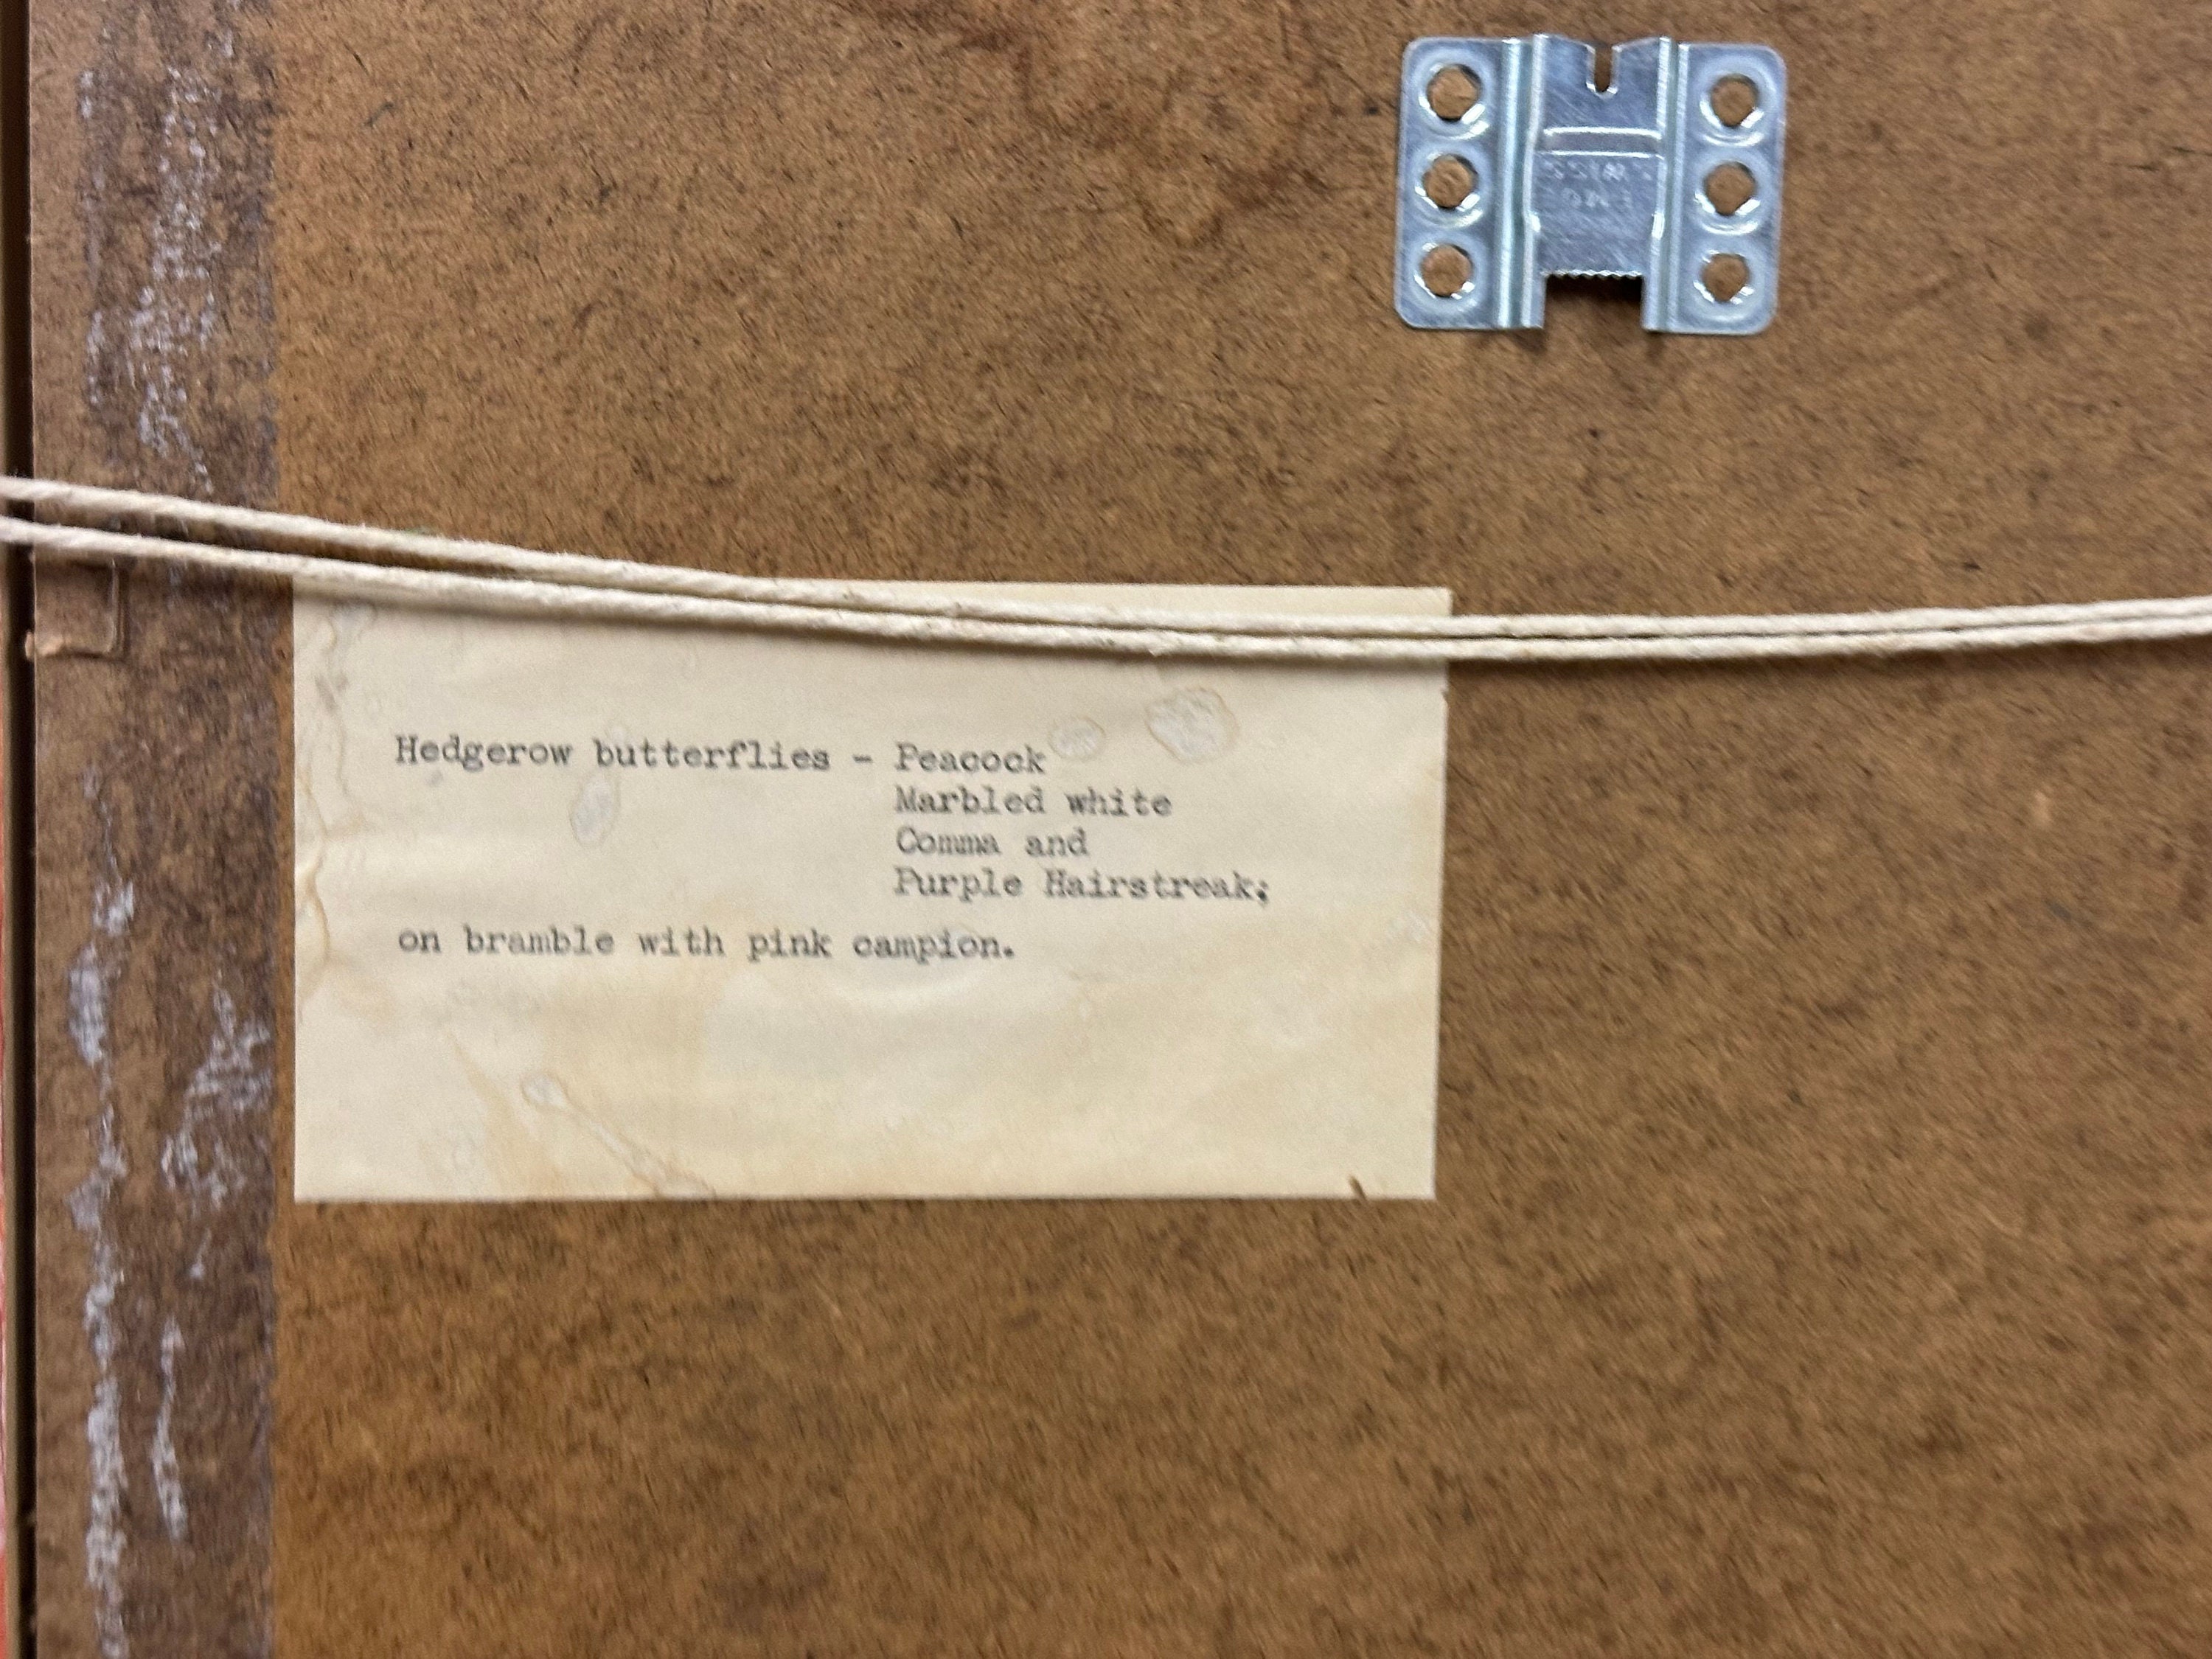 Hedgerow butterflies - Peacock
Marbled white
Comma and
Purple Hairstreak;
on bramble with pink campion.